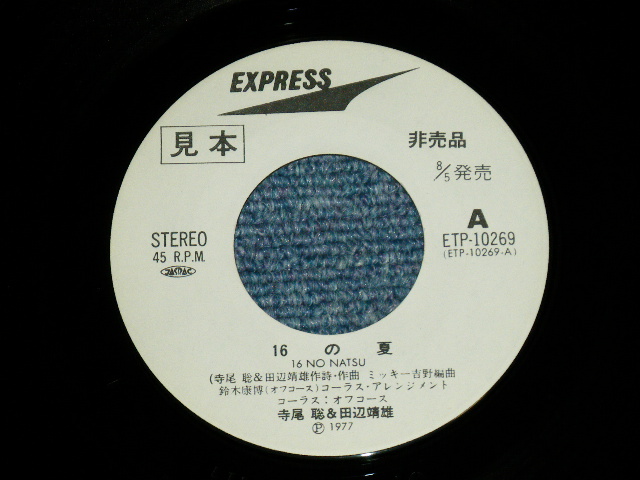 EXPRESS
見本
非売品
8/5 発売
STEREO
45 R.P.M.
JASRAC
A
ETP-10269
(ETP-10269-A)
16 の 夏
16 NO NATSU
(寺尾 聡&田辺靖雄作詩・作曲 ミッキー吉野編曲
鈴木康博(オフコース)コーラス・アレンジメント
コーラス:オフコース
寺尾 聡&田辺靖雄
Ⓟ 1977